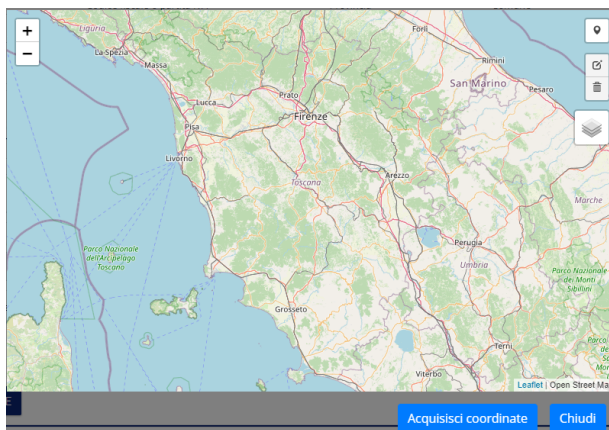 +
−
Liguria
Forlì
La Spezia
Massa
Rimini
San Marino
Pesaro
Prato
Lucca
Firenze
Pisa
Livorno
Toscana
Arezzo
Marche
Parco Nazionale
dell'Arcipelago
Toscano
Perugia
Umbria
Parco Nazionale
dei Monti
Sibillini
Grosseto
Terni
Viterbo
Leaflet | Open Street Ma
E
Acquisisci coordinate
Chiudi